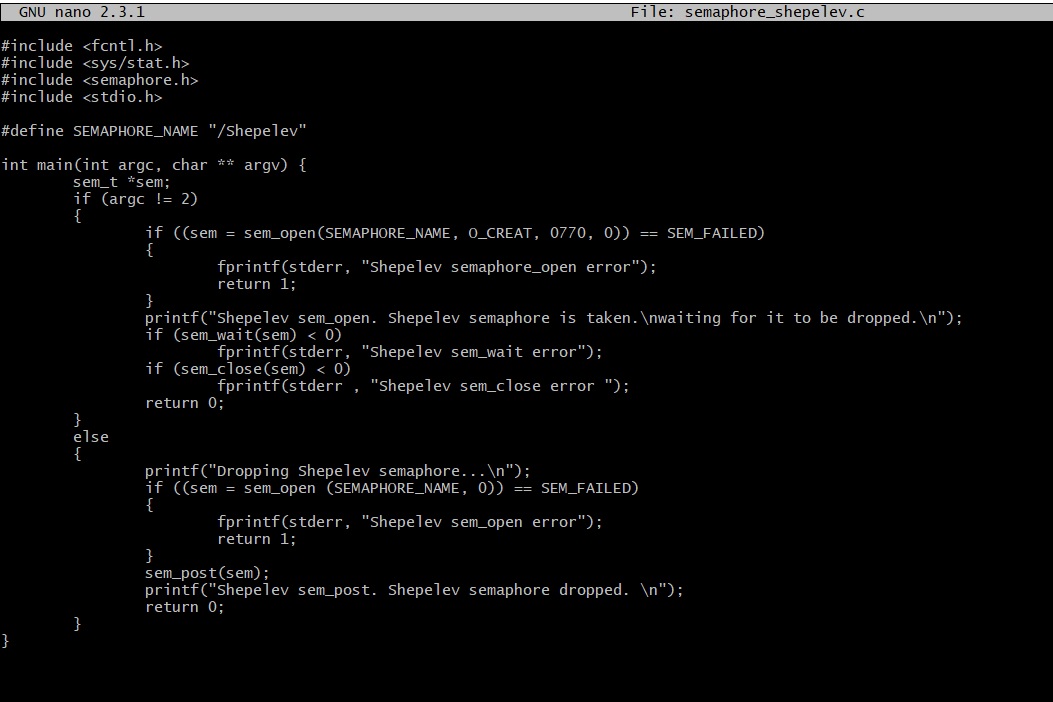 GNU nano 2.3.1 File: semaphore_shepelev.c
#include <fcntl.h>
#include <sys/stat.h>
#include <semaphore.h>
#include <stdio.h>
#define SEMAPHORE_NAME "/Shepelev"
int main(int argc, char ** argv) {
        sem_t *sem;
        if (argc != 2)
        {
                if ((sem = sem_open(SEMAPHORE_NAME, O_CREAT, 0770, 0)) == SEM_FAILED)
                {
                        fprintf(stderr, "Shepelev semaphore_open error");
                        return 1;
                }
                printf("Shepelev sem_open. Shepelev semaphore is taken.\nwaiting for it to be dropped.\n");
                if (sem_wait(sem) < 0)
                        fprintf(stderr, "Shepelev sem_wait error");
                if (sem_close(sem) < 0)
                        fprintf(stderr , "Shepelev sem_close error ");
                return 0;
        }
        else
        {
                printf("Dropping Shepelev semaphore...\n");
                if ((sem = sem_open (SEMAPHORE_NAME, 0)) == SEM_FAILED)
                {
                        fprintf(stderr, "Shepelev sem_open error");
                        return 1;
                }
                sem_post(sem);
                printf("Shepelev sem_post. Shepelev semaphore dropped. \n");
                return 0;
        }
}